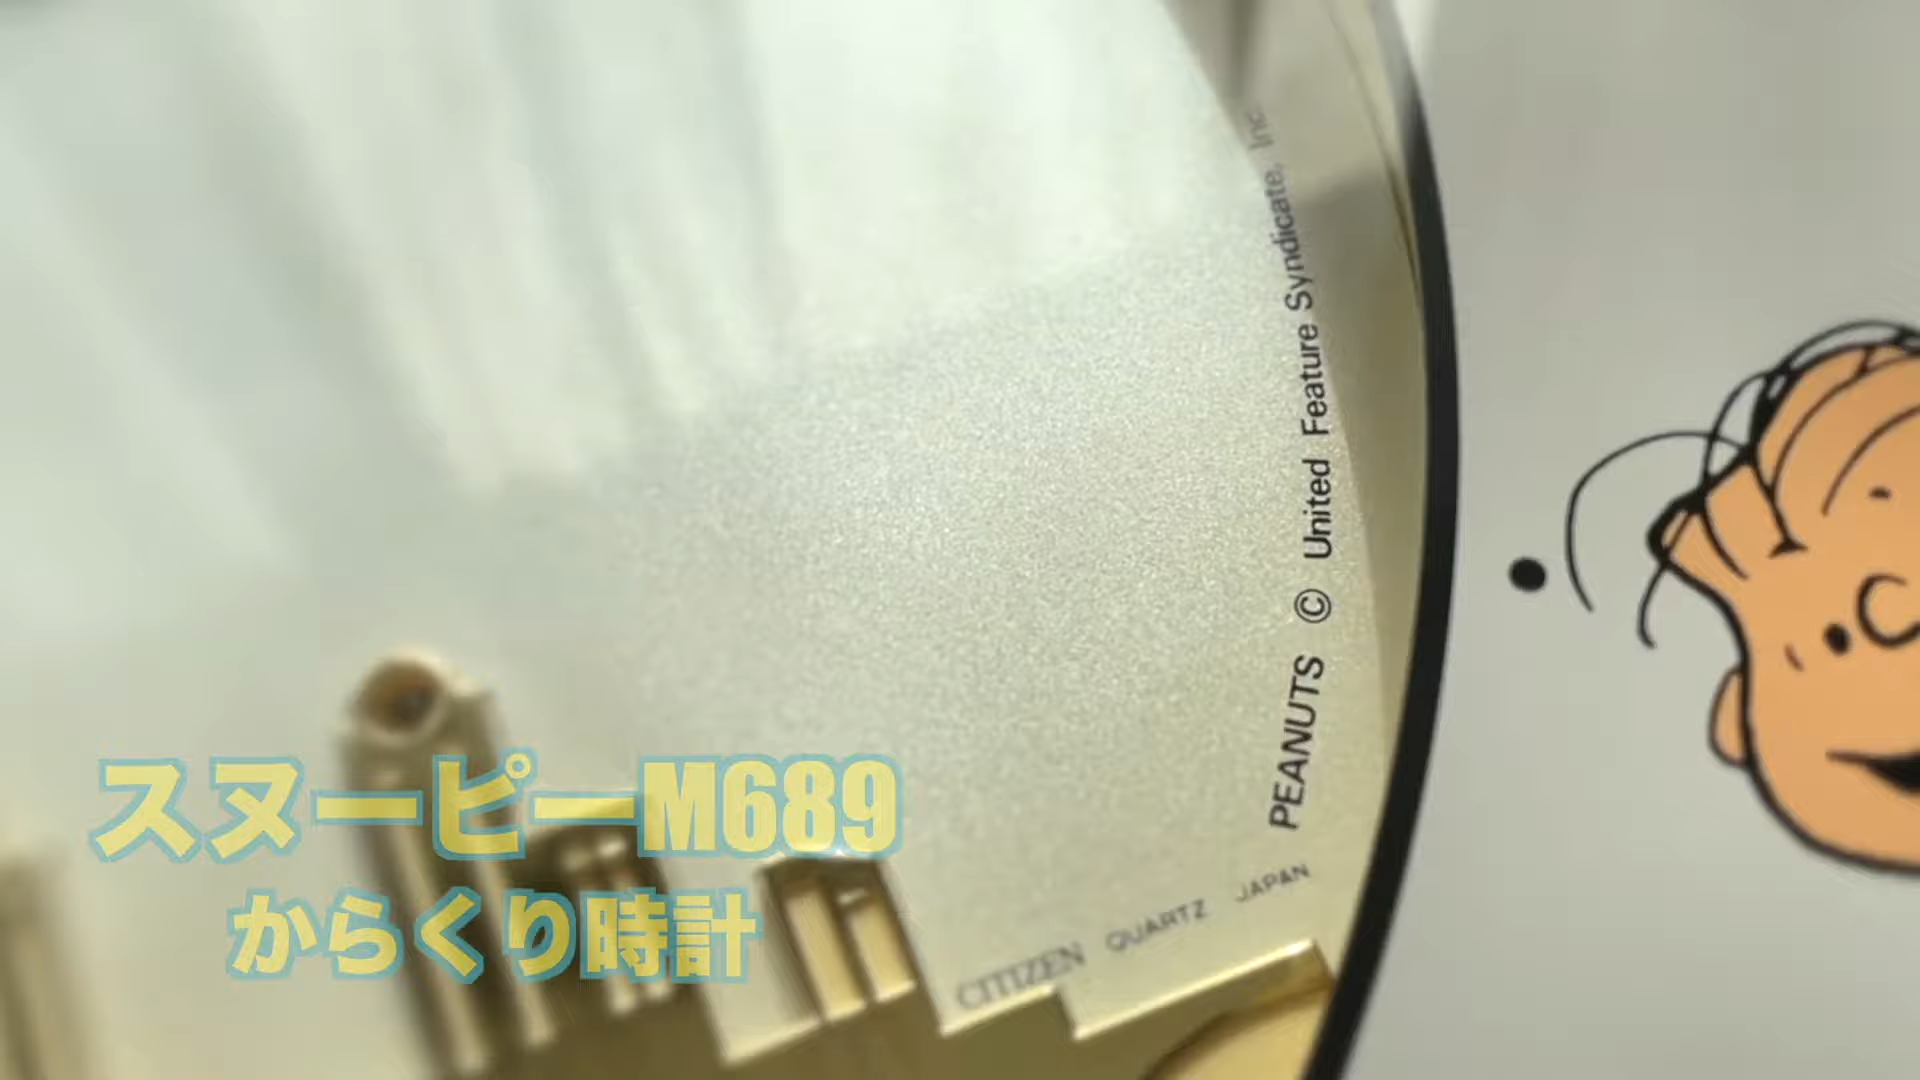 PEANUTS © United Feature Syndicate, Inc.
CITIZEN QUARTZ JAPAN
スヌーピーM689
からくり時計